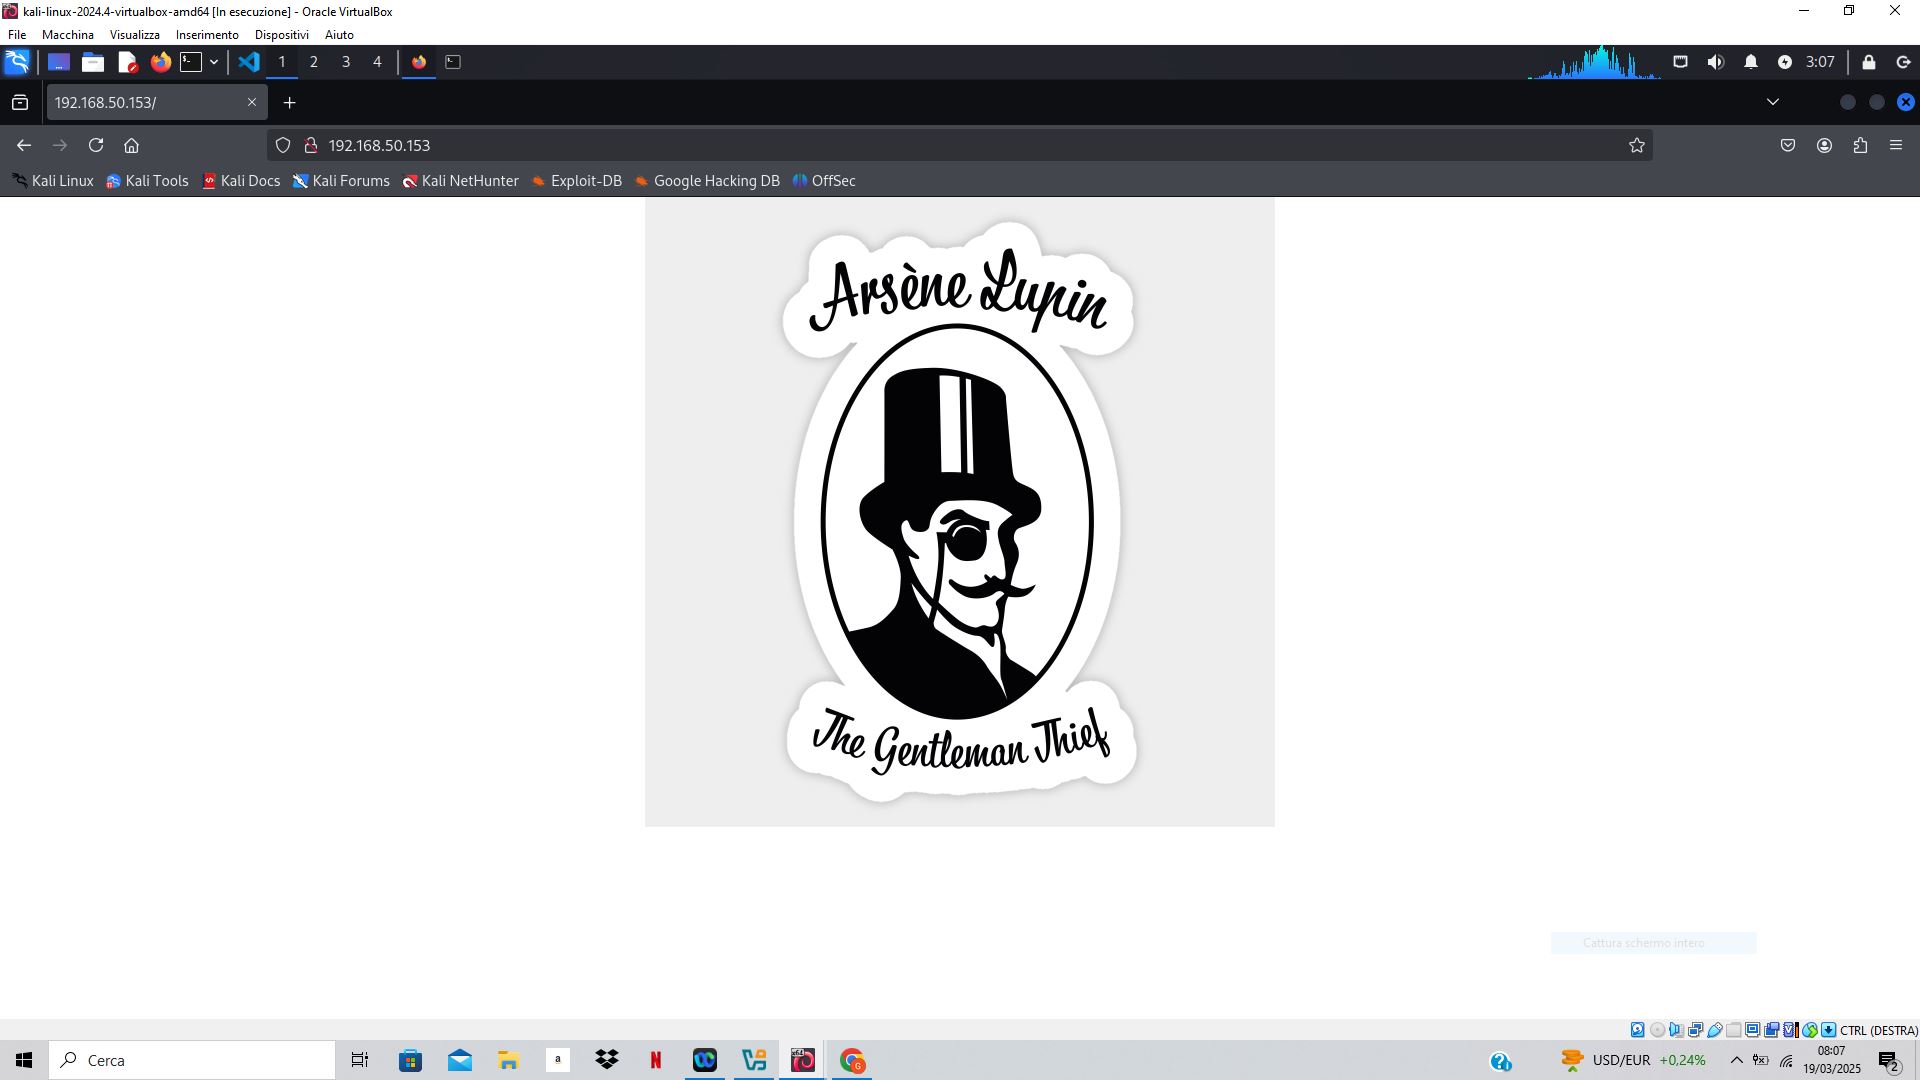 kali-linux-2024.4-virtualbox-amd64 [In esecuzione] - Oracle VirtualBox
File Macchina Visualizza Inserimento Dispositivi Aiuto
1 2 3 4 3:07
192.168.50.153/
192.168.50.153
Kali Linux Kali Tools Kali Docs Kali Forums Kali NetHunter Exploit-DB Google Hacking DB OffSec
Arsène Lupin
The Gentleman Thief
Cattura schermo intero
CTRL (DESTRA)
Cerca
USD/EUR +0,24%
08:07
19/03/2025
2